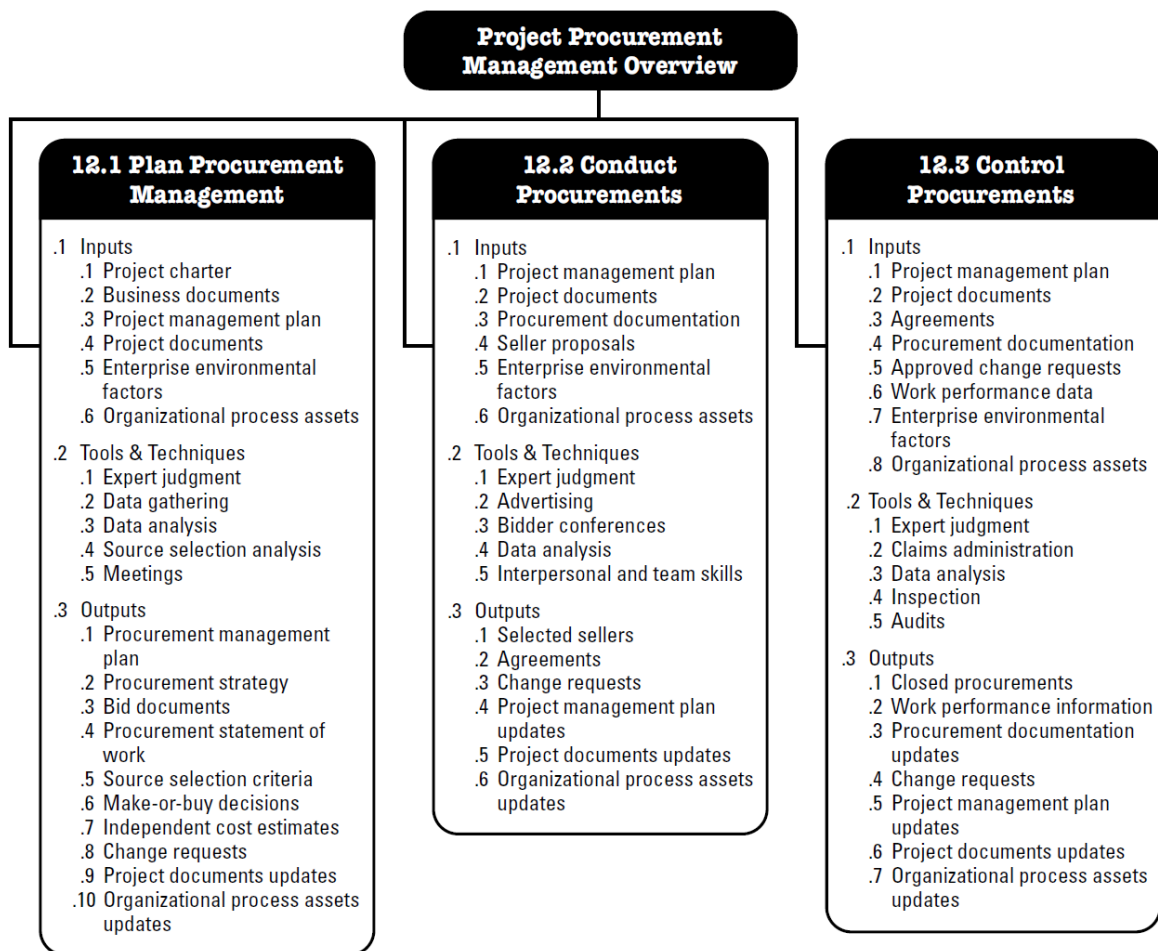 Project Procurement
Management Overview
12.1 Plan Procurement
Management
.1 Inputs
.1 Project charter
.2 Business documents
.3 Project management plan
.4 Project documents
.5 Enterprise environmental
factors
.6 Organizational process assets
.2 Tools & Techniques
.1 Expert judgment
.2 Data gathering
.3 Data analysis
.4 Source selection analysis
.5 Meetings
.3 Outputs
.1 Procurement management
plan
.2 Procurement strategy
.3 Bid documents
.4 Procurement statement of
work
.5 Source selection criteria
.6 Make-or-buy decisions
.7 Independent cost estimates
.8 Change requests
.9 Project documents updates
.10 Organizational process assets
updates
12.2 Conduct
Procurements
.1 Inputs
.1 Project management plan
.2 Project documents
.3 Procurement documentation
.4 Seller proposals
.5 Enterprise environmental
factors
.6 Organizational process assets
.2 Tools & Techniques
.1 Expert judgment
.2 Advertising
.3 Bidder conferences
.4 Data analysis
.5 Interpersonal and team skills
.3 Outputs
.1 Selected sellers
.2 Agreements
.3 Change requests
.4 Project management plan
updates
.5 Project documents updates
.6 Organizational process assets
updates
12.3 Control
Procurements
.1 Inputs
.1 Project management plan
.2 Project documents
.3 Agreements
.4 Procurement documentation
.5 Approved change requests
.6 Work performance data
.7 Enterprise environmental
factors
.8 Organizational process assets
.2 Tools & Techniques
.1 Expert judgment
.2 Claims administration
.3 Data analysis
.4 Inspection
.5 Audits
.3 Outputs
.1 Closed procurements
.2 Work performance information
.3 Procurement documentation
updates
.4 Change requests
.5 Project management plan
updates
.6 Project documents updates
.7 Organizational process assets
updates